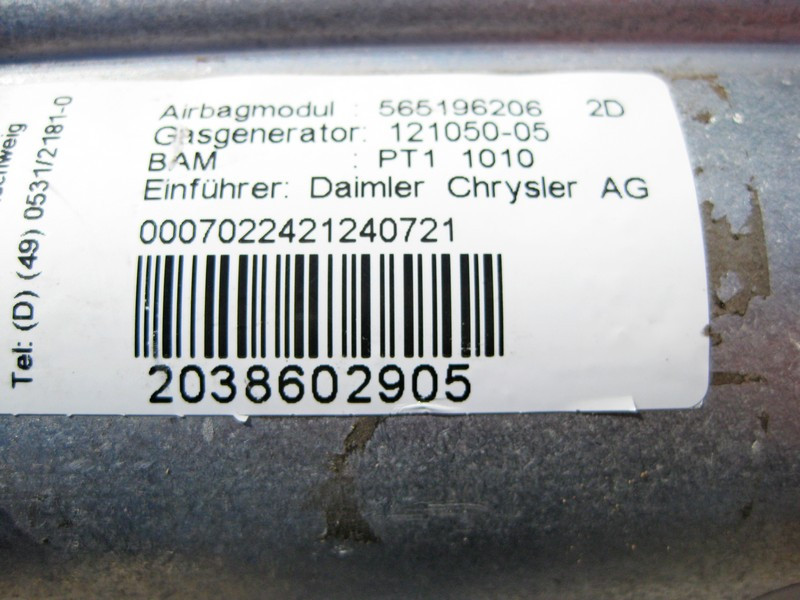 Airbagmodul : 565196206 2D
Gasgenerator: 121050-05
BAM : PT1 1010
Einführer: Daimler Chrysler AG
0007022421240721
2038602905
Tel: (D) (49) 0531/2181-0